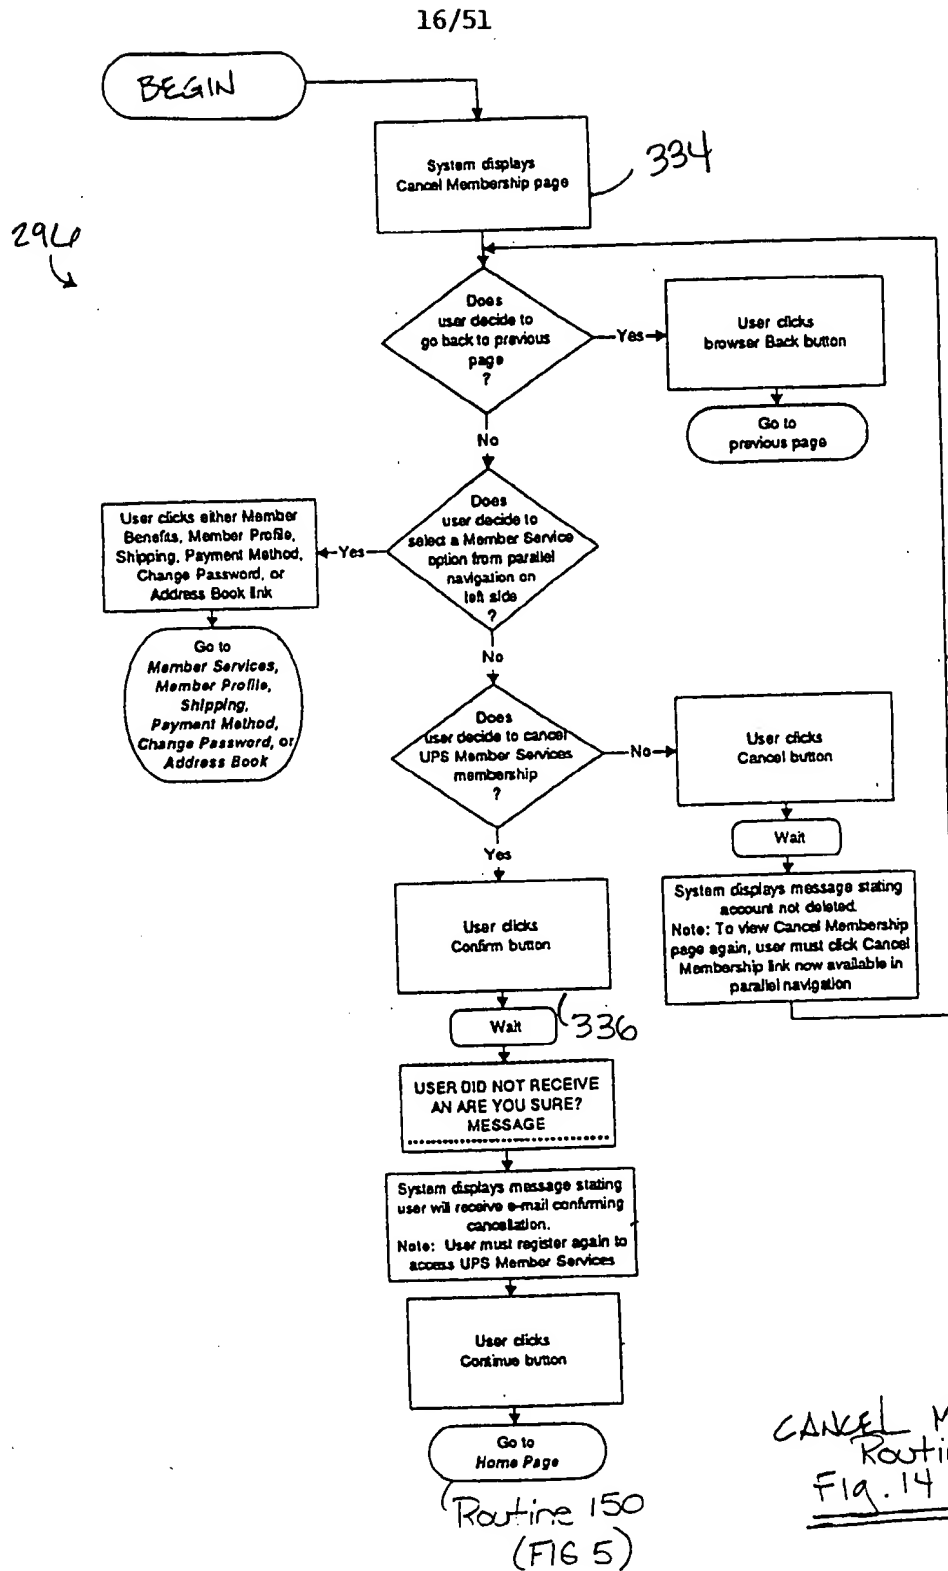 16/51
BEGIN
System displays
Cancel Membership page
334
296
Does
user decide to
go back to previous
page
?
Yes
User clicks
browser Back button
Go to
previous page
No
Does
user decide to
select a Member Service
option from parallel
navigation on
left side
?
Yes
User clicks either Member
Benefits, Member Profile,
Shipping, Payment Method,
Change Password, or
Address Book link
Go to
Member Services,
Member Profile,
Shipping,
Payment Method,
Change Password, or
Address Book
No
Does
user decide to cancel
UPS Member Services
membership
?
No
User clicks
Cancel button
Wait
System displays message stating
account not deleted.
Note: To view Cancel Membership
page again, user must click Cancel
Membership link now available in
parallel navigation
Yes
User clicks
Confirm button
Wait
336
USER DID NOT RECEIVE
AN ARE YOU SURE?
MESSAGE
System displays message stating
user will receive e-mail confirming
cancellation.
Note: User must register again to
access UPS Member Services
User clicks
Continue button
Go to
Home Page
Routine 150
(FIG 5)
CANCEL
Fig. 14